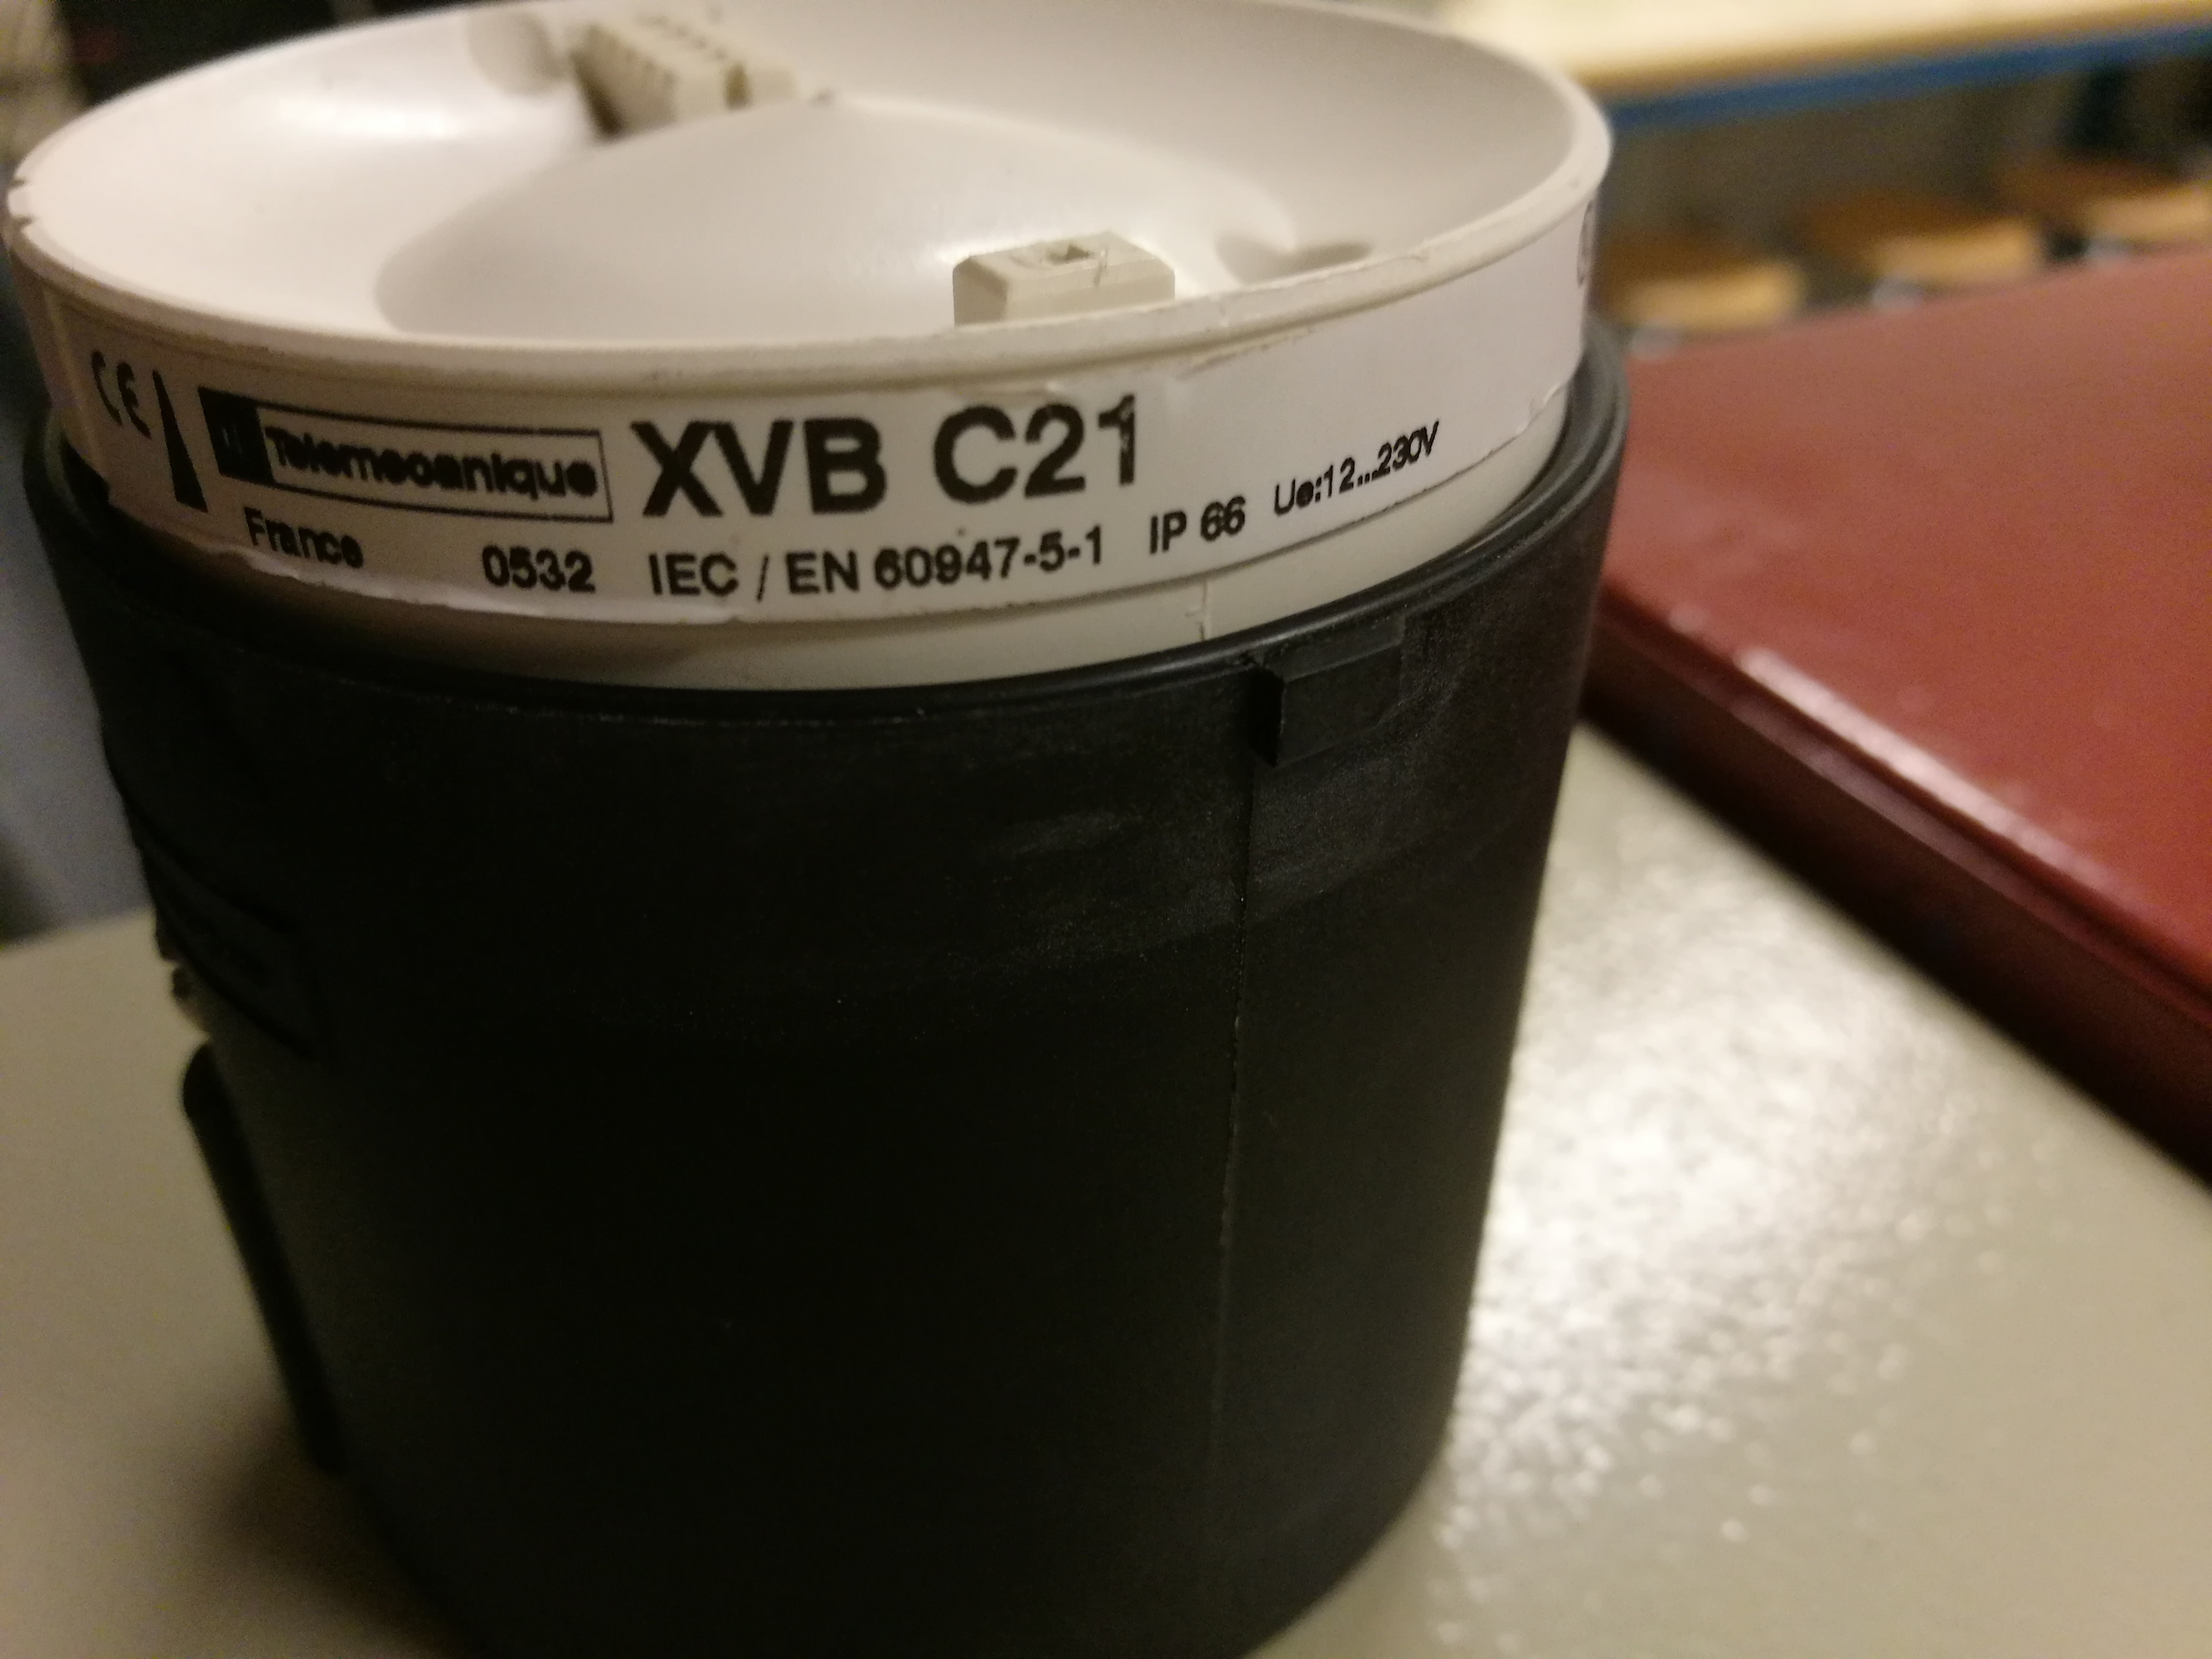 CE Telemecanique XVB C21
France 0532 IEC / EN 60947-5-1 IP 66 Ue:12...230V